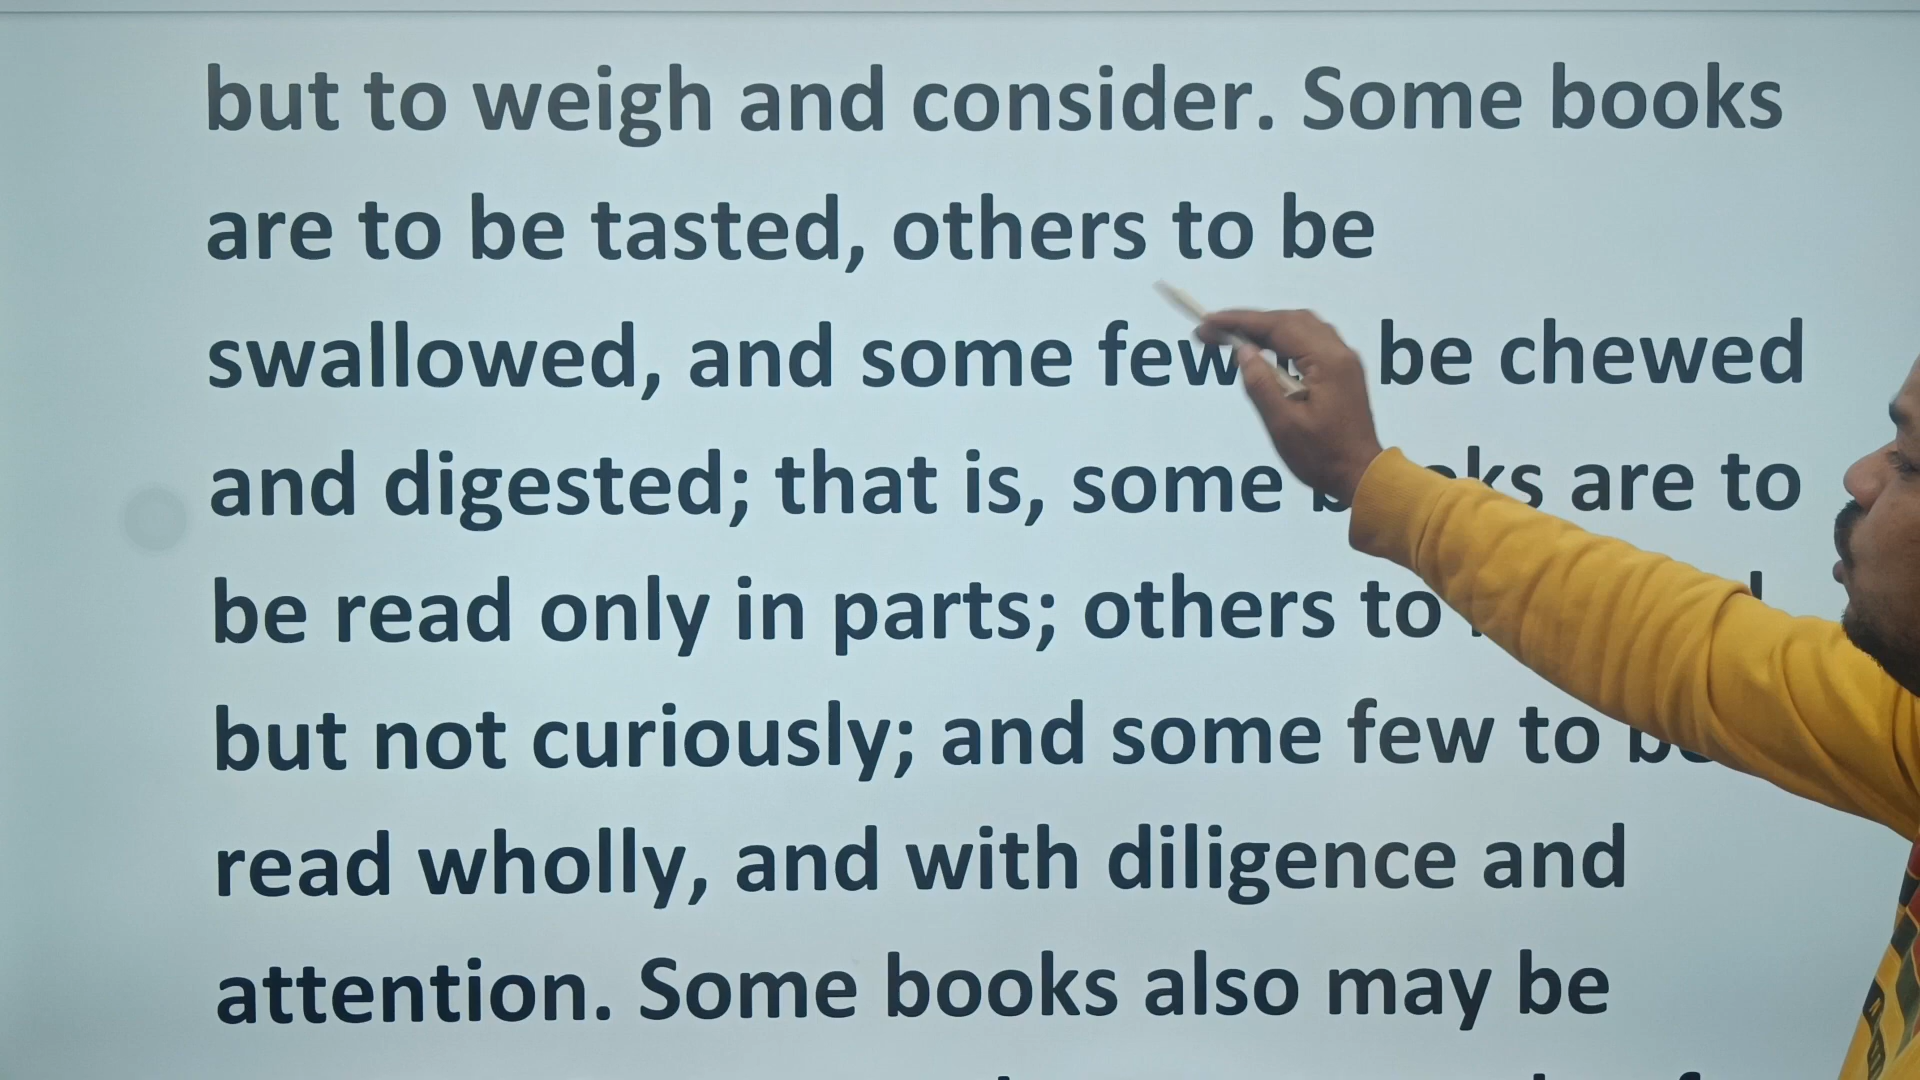 but to weigh and consider. Some books
are to be tasted, others to be
swallowed, and some few be chewed
and digested; that is, some are to
be read only in parts; others to
but not curiously; and some few to
read wholly, and with diligence and
attention. Some books also may be